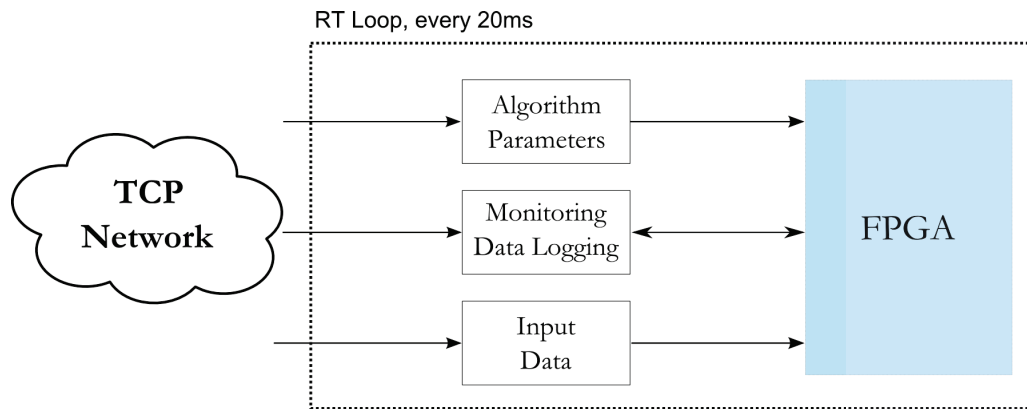 RT Loop, every 20ms
Algorithm
Parameters
TCP
Network
Monitoring
Data Logging
FPGA
Input
Data